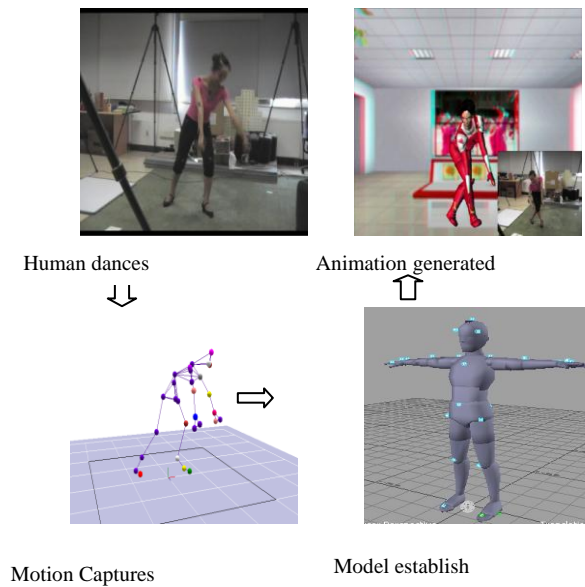 Human dances
Animation generated
Motion Captures
Model establish